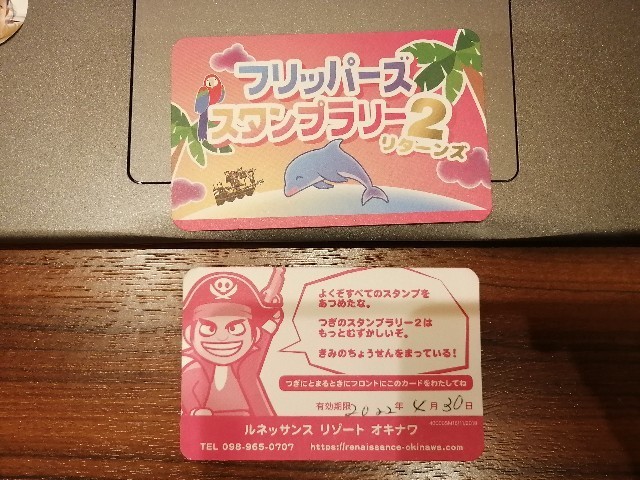 フリッパーズ
スタンプラリー2
リターンズ
よくぞすべてのスタンプを
あつめたな。
つぎのスタンプラリー2は
もっとむずかしいぞ。
きみのちょうせんをまっている!
つぎにとまるときにフロントにこのカードをわたしてね
有効期限 2022年 4月 30日
ルネッサンス リゾート オキナワ
TEL 098-965-0707 https://renaissance-okinawa.com